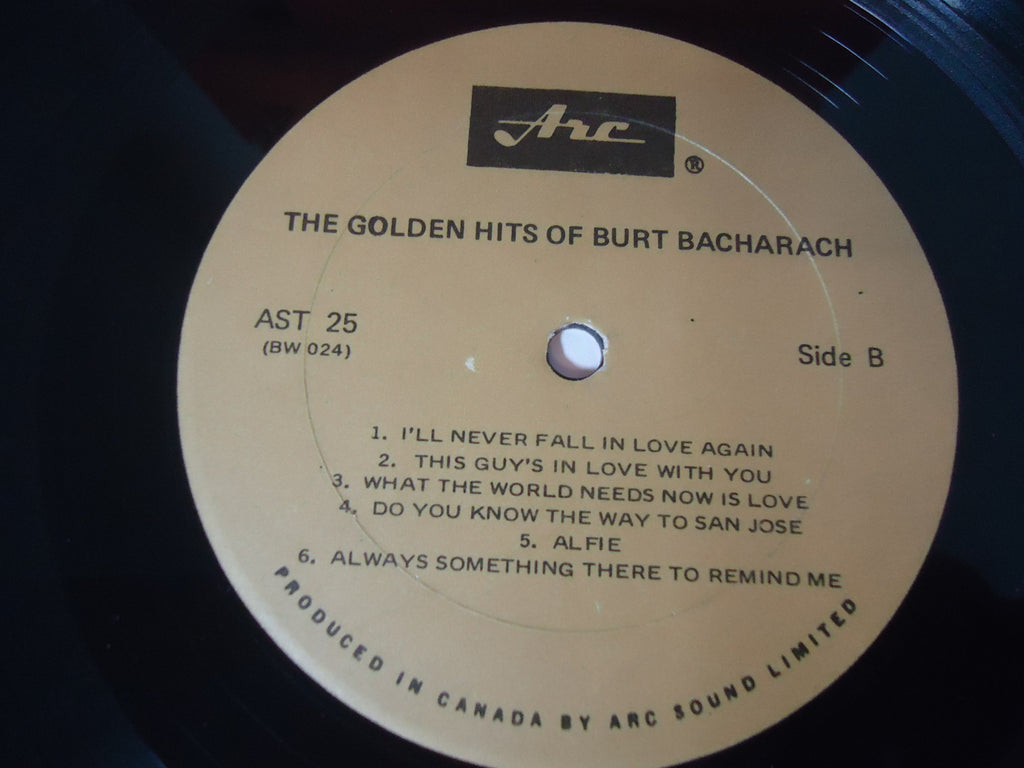 Arc
®
THE GOLDEN HITS OF BURT BACHARACH
AST 25
(BW 024)
Side B
1. I'LL NEVER FALL IN LOVE AGAIN
2. THIS GUY'S IN LOVE WITH YOU
3. WHAT THE WORLD NEEDS NOW IS LOVE
4. DO YOU KNOW THE WAY TO SAN JOSE
5. ALFIE
6. ALWAYS SOMETHING THERE TO REMIND ME
PRODUCED IN CANADA BY ARC SOUND LIMITED